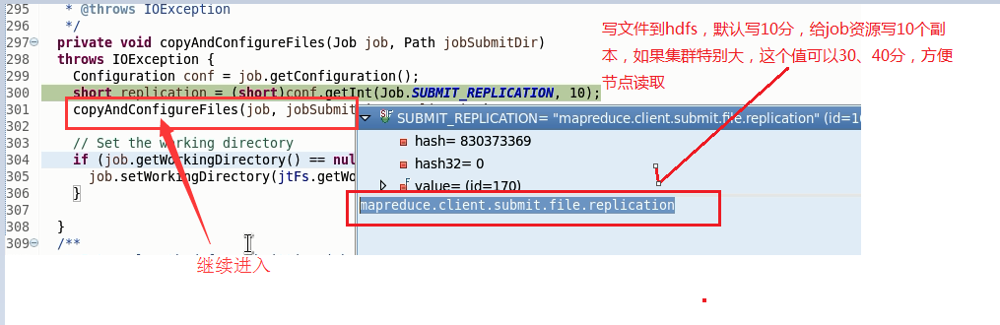 295 * @throws IOException
296 */
297 private void copyAndConfigureFiles(Job job, Path jobSubmitDir)
298 throws IOException {
299 Configuration conf = job.getConfiguration();
300 short replication = (short)conf.getInt(Job.SUBMIT_REPLICATION, 10);
301 copyAndConfigureFiles(job, jobSubmit
302
303 // Set the working directory
304 if (job.getWorkingDirectory() == nul
305 job.setWorkingDirectory(jtFs.getWo
306 }
307
308 }
309 /**
写文件到hdfs，默认写10分，给job资源写10个副
本，如果集群特别大，这个值可以30、40分，方便
节点读取
SUBMIT_REPLICATION= "mapreduce.client.submit.file.replication" (id=16
hash= 830373369
hash32= 0
value= (id=170)
mapreduce.client.submit.file.replication
继续进入